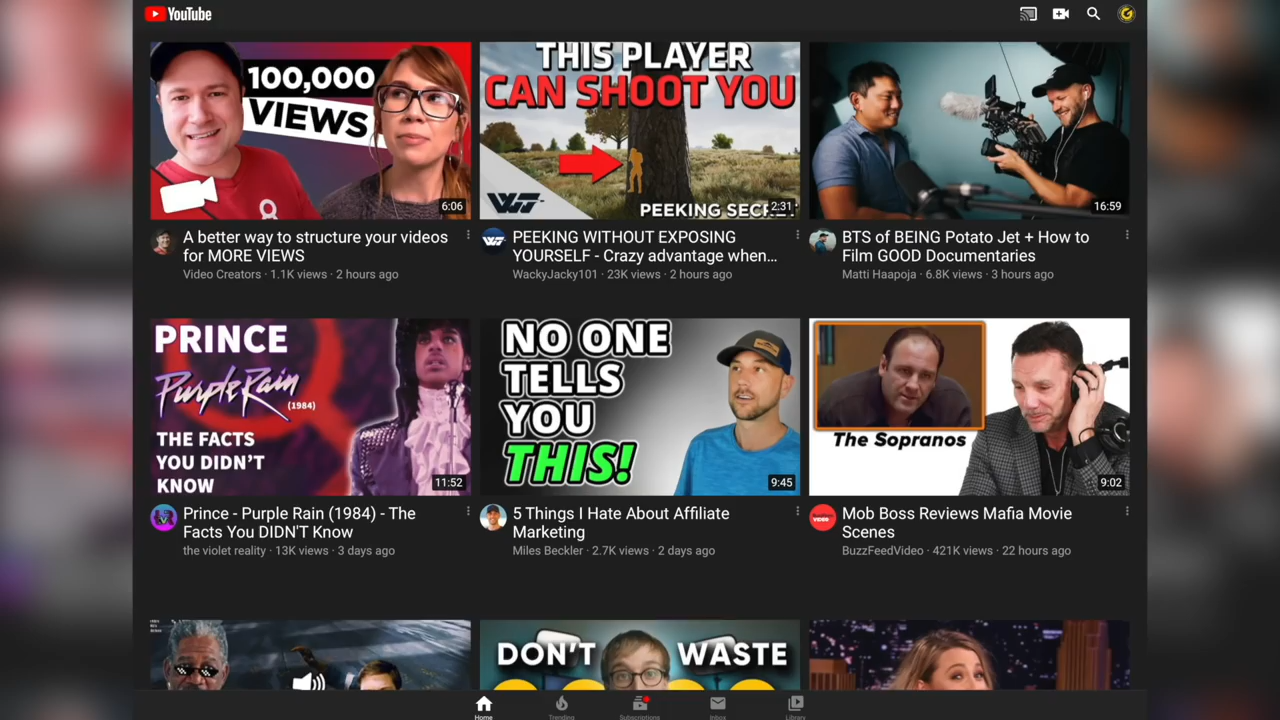 YouTube
100,000
VIEWS
6:06
THIS PLAYER
CAN SHOOT YOU
PEEKING SECRET
2:31
16:59
A better way to structure your videos
for MORE VIEWS
Video Creators · 1.1K views · 2 hours ago
PEEKING WITHOUT EXPOSING
YOURSELF - Crazy advantage when...
WackyJacky101 · 23K views · 2 hours ago
BTS of BEING Potato Jet + How to
Film GOOD Documentaries
Matti Haapoja · 6.8K views · 3 hours ago
PRINCE
Purple Rain
(1984)
THE FACTS
YOU DIDN'T
KNOW
11:52
NO ONE
TELLS
YOU
THIS!
9:45
The Sopranos
9:02
Prince - Purple Rain (1984) - The
Facts You DIDN'T Know
the violet reality · 13K views · 3 days ago
5 Things I Hate About Affiliate
Marketing
Miles Beckler · 2.7K views · 2 days ago
Mob Boss Reviews Mafia Movie
Scenes
BuzzFeedVideo · 421K views · 22 hours ago
DON'T WASTE
Home
Trending
Subscriptions
Inbox
Library